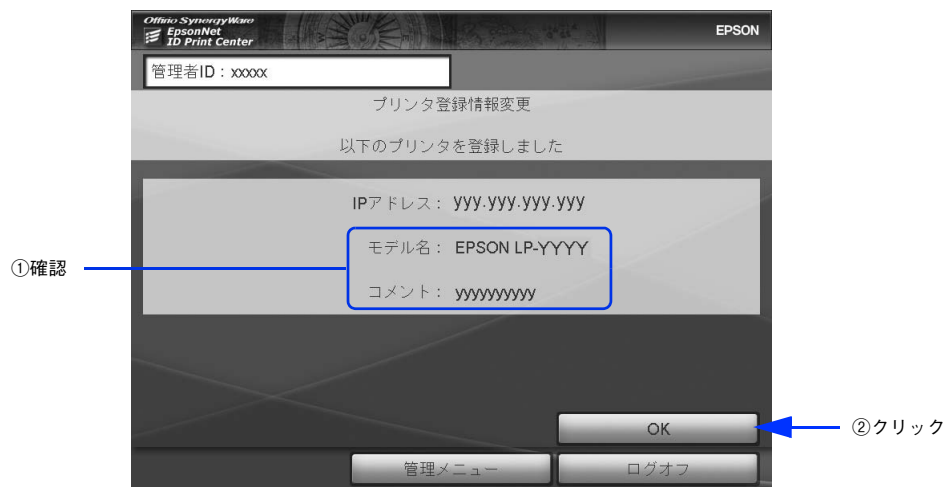 Offirio SynergyWare
EpsonNet
ID Print Center
EPSON
管理者ID：xxxxx
プリンタ登録情報変更
以下のプリンタを登録しました
IPアドレス： yyy.yyy.yyy.yyy
モデル名： EPSON LP-YYYY
①確認
コメント： yyyyyyyyyy
OK
②クリック
管理メニュー
ログオフ